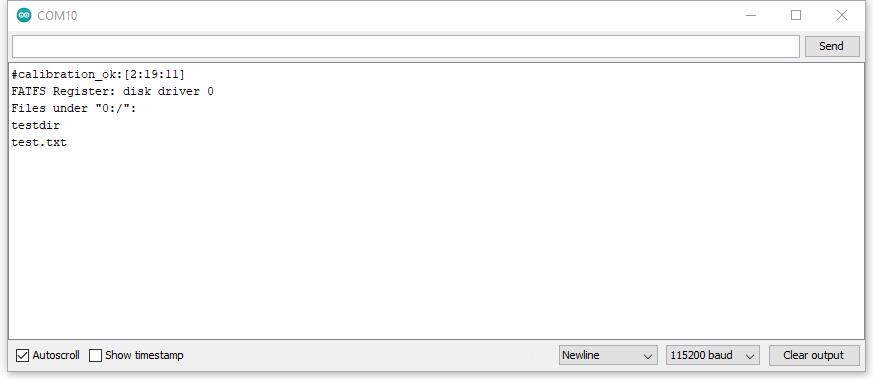 COM10
Send
#calibration_ok:[2:19:11]
FATFS Register: disk driver 0
Files under "0:/":
testdir
test.txt
Autoscroll Show timestamp Newline 115200 baud Clear output